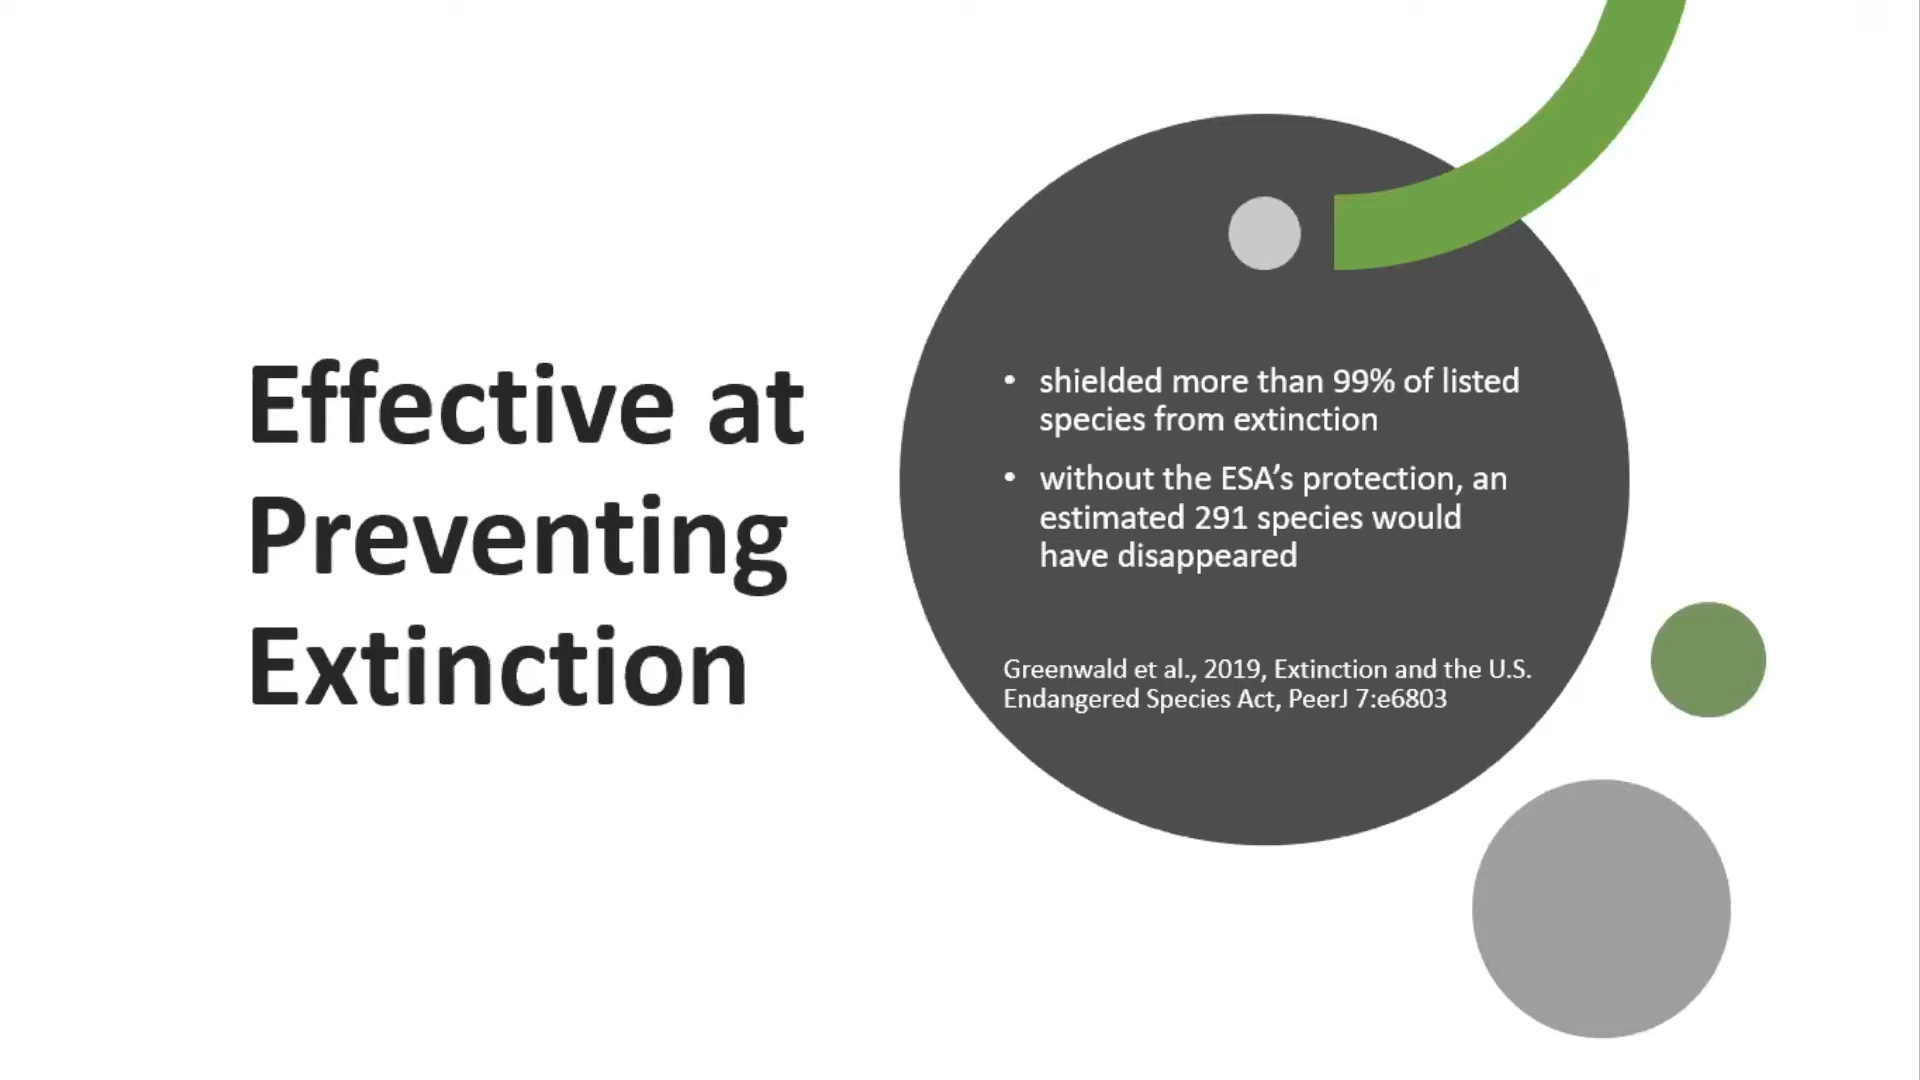 Effective at
Preventing
Extinction
• shielded more than 99% of listed
species from extinction
• without the ESA’s protection, an
estimated 291 species would
have disappeared
Greenwald et al., 2019, Extinction and the U.S.
Endangered Species Act, PeerJ 7:e6803